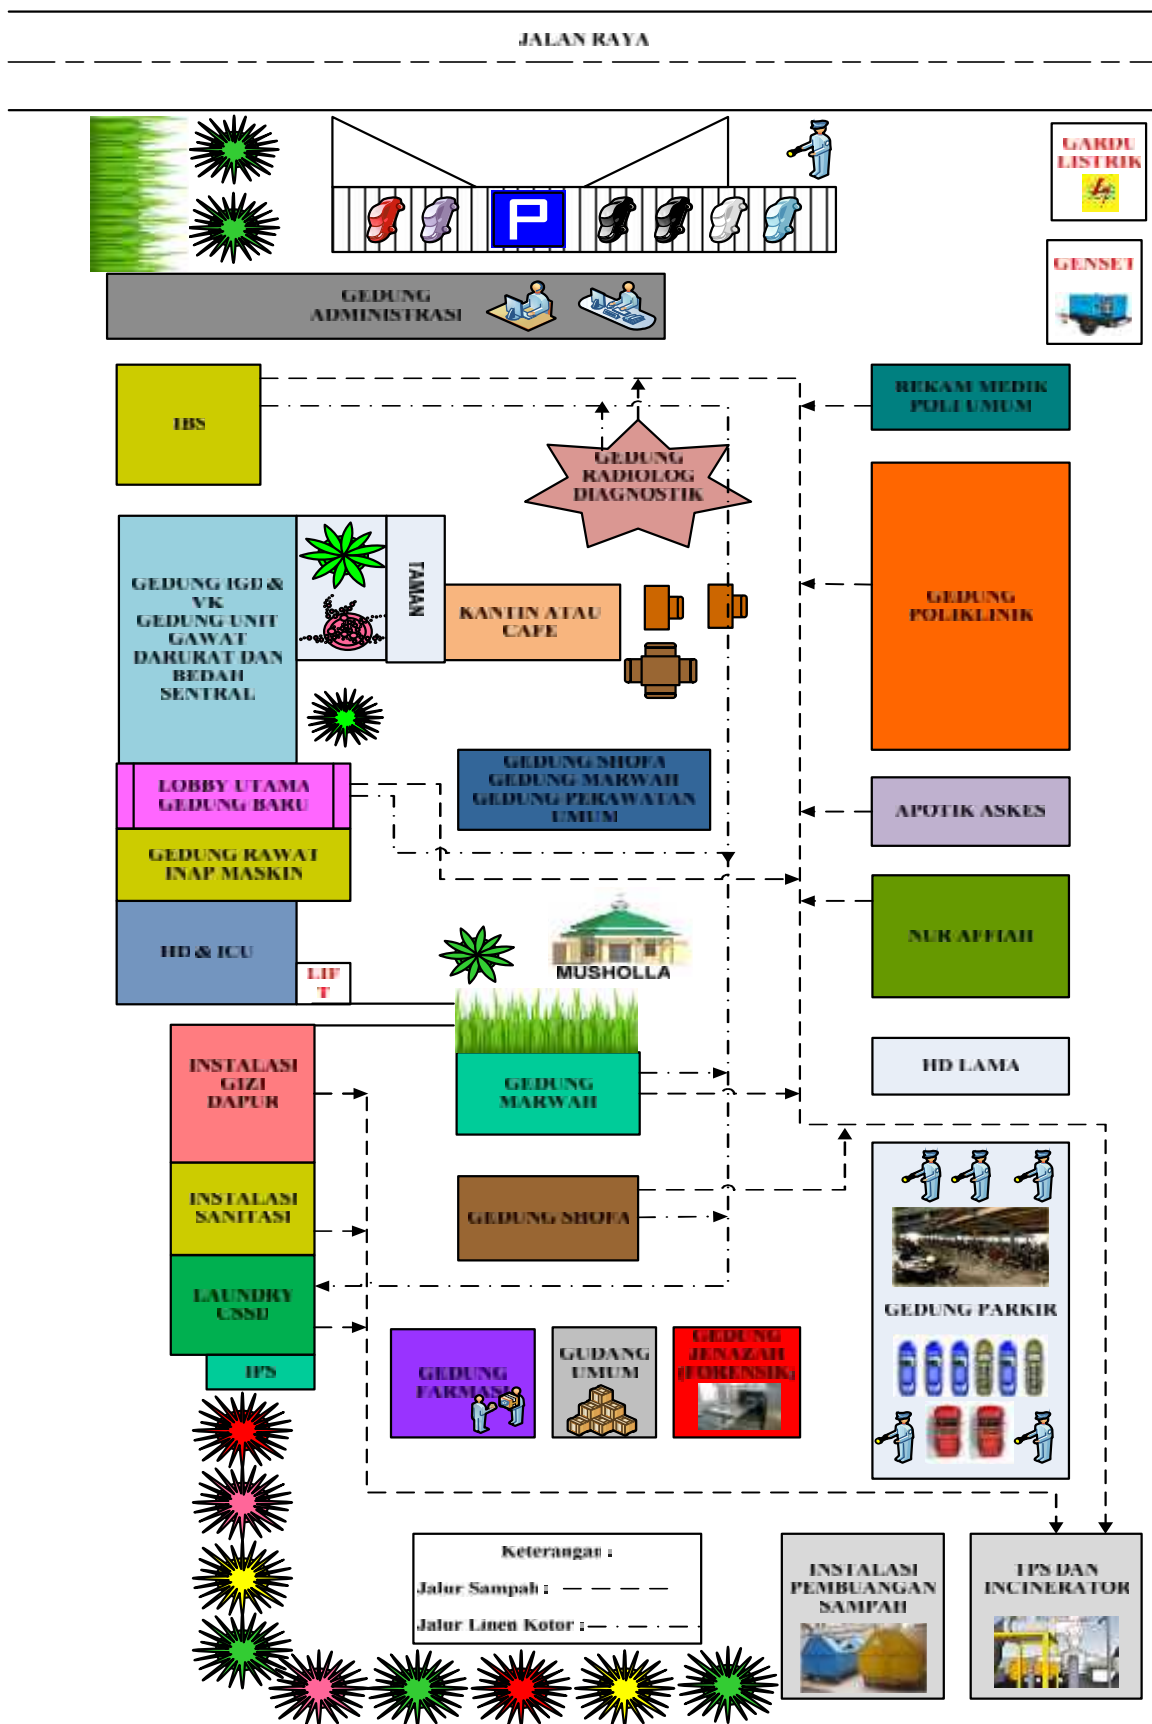 JALAN RAYA
GARDU
LISTRIK
P
GENSET
GEDUNG
ADMINISTRASI
IBS
REKAM MEDIK
POLI UMUM
GEDUNG
RADIOLOG
DIAGNOSTIK
GEDUNG IGD &
VK
GEDUNG UNIT
GAWAT
DARURAT DAN
BEDAH
SENTRAL
TAMAN
KANTIN ATAU
CAFE
GEDUNG
POLIKLINIK
LOBBY UTAMA
GEDUNG BARU
GEDUNG SHOFA
GEDUNG MARWAH
GEDUNG PERAWATAN
UMUM
APOTIK ASKES
GEDUNG RAWAT
INAP MASKIN
HD & ICU
LIF
T
MUSHOLLA
NUR AFFIAH
INSTALASI
GIZI
DAPUR
GEDUNG
MARWAH
HD LAMA
INSTALASI
SANITASI
GEDUNG SHOFA
LAUNDRY
CSSD
IPS
GEDUNG
FARMASI
GUDANG
UMUM
GEDUNG
JENAZAH
(FORENSIK)
GEDUNG PARKIR
Keterangan :
Jalur Sampah :
Jalur Linen Kotor :
INSTALASI
PEMBUANGAN
SAMPAH
TPS DAN
INCINERATOR